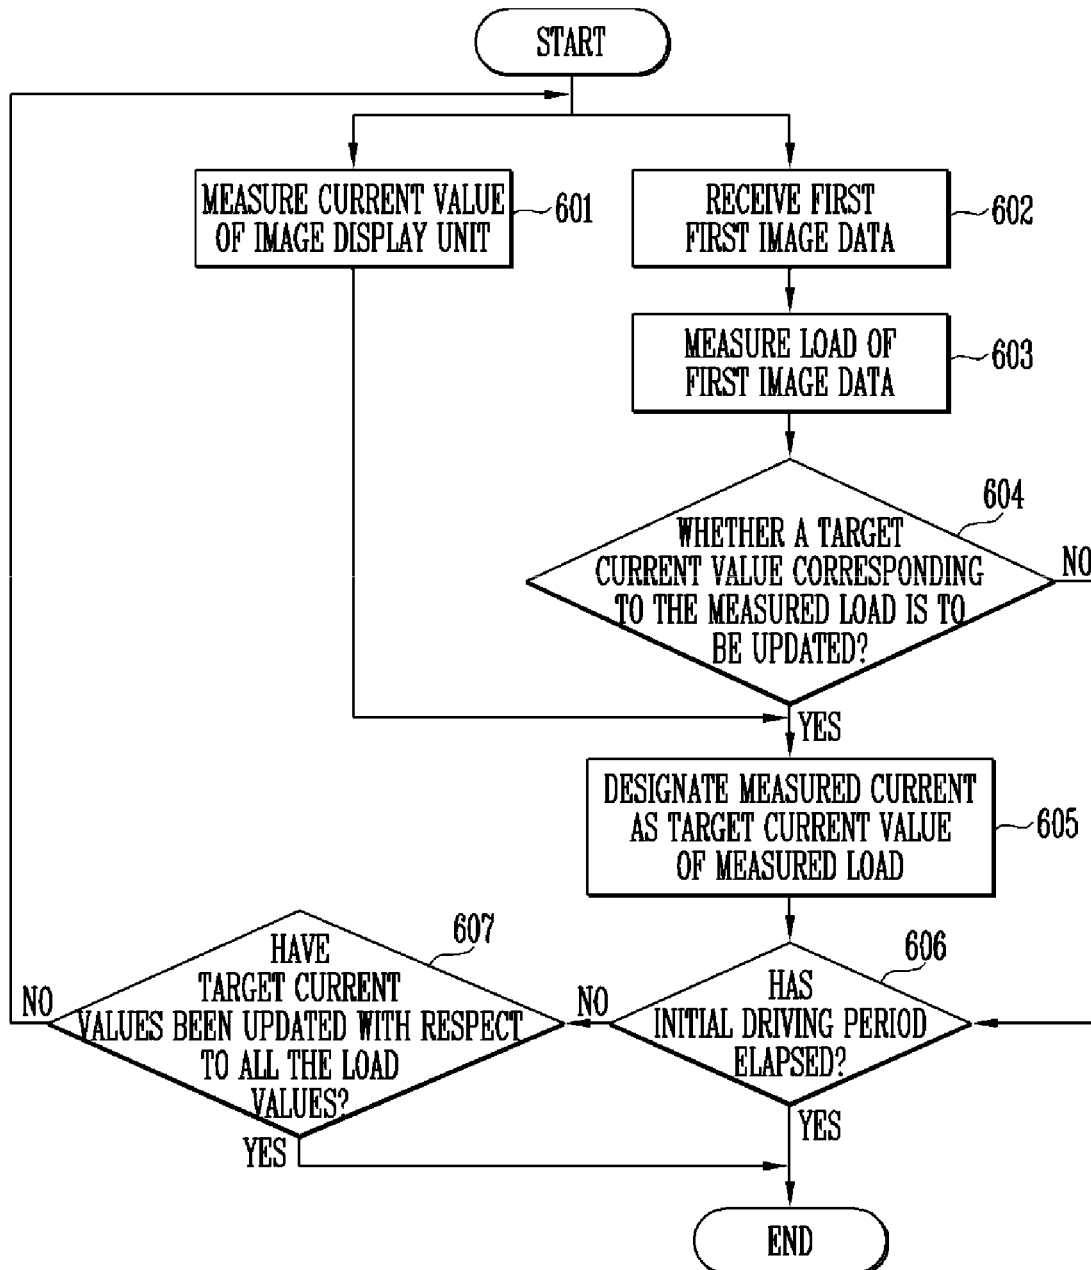 START
MEASURE CURRENT VALUE
OF IMAGE DISPLAY UNIT
601
RECEIVE FIRST
FIRST IMAGE DATA
602
MEASURE LOAD OF
FIRST IMAGE DATA
603
604
WHETHER A TARGET
CURRENT VALUE CORRESPONDING
TO THE MEASURED LOAD IS TO
BE UPDATED?
NO
YES
DESIGNATE MEASURED CURRENT
AS TARGET CURRENT VALUE
OF MEASURED LOAD
605
606
HAS
INITIAL DRIVING PERIOD
ELAPSED?
NO
YES
607
HAVE
TARGET CURRENT
VALUES BEEN UPDATED WITH RESPECT
TO ALL THE LOAD
VALUES?
NO
YES
END